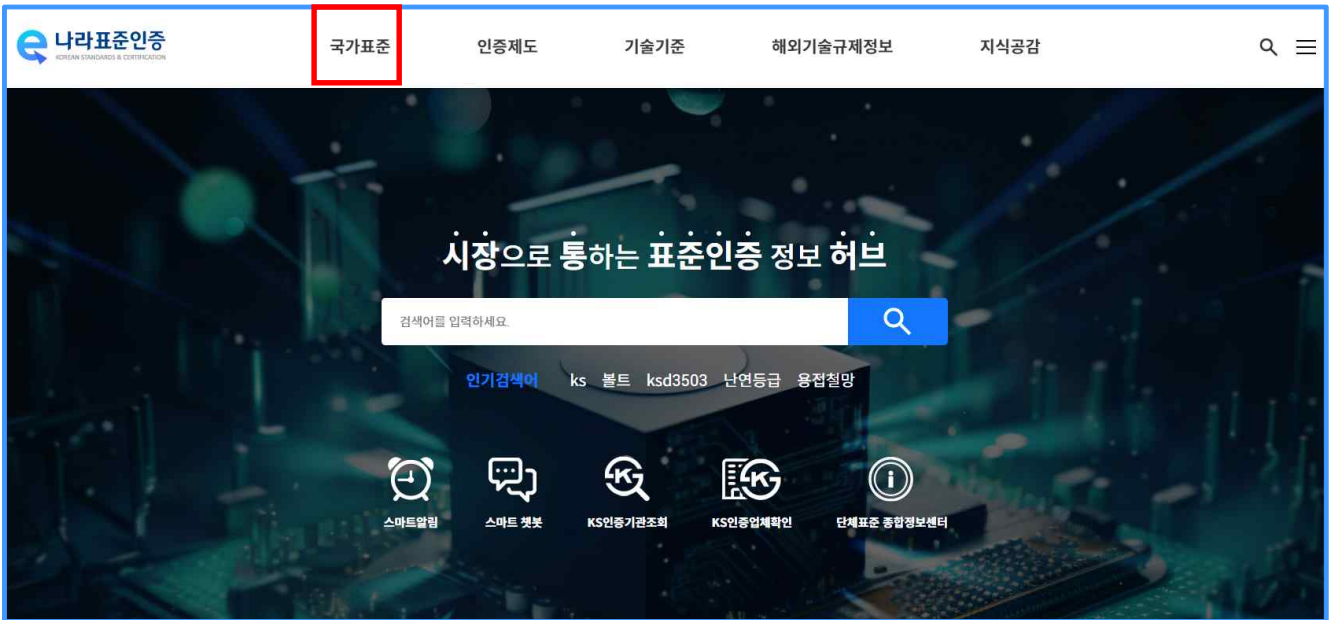 나라표준인증
KOREAN STANDARDS & CERTIFICATION
국가표준 인증제도 기술기준 해외기술규제정보 지식공감
시장으로 통하는 표준인증 정보 허브
검색어를 입력하세요.
인기검색어 ks 볼트 ksd3503 난연등급 용접철망
스마트알림 스마트 챗봇 KS인증기관조회 KS인증업체확인 단체표준 종합정보센터